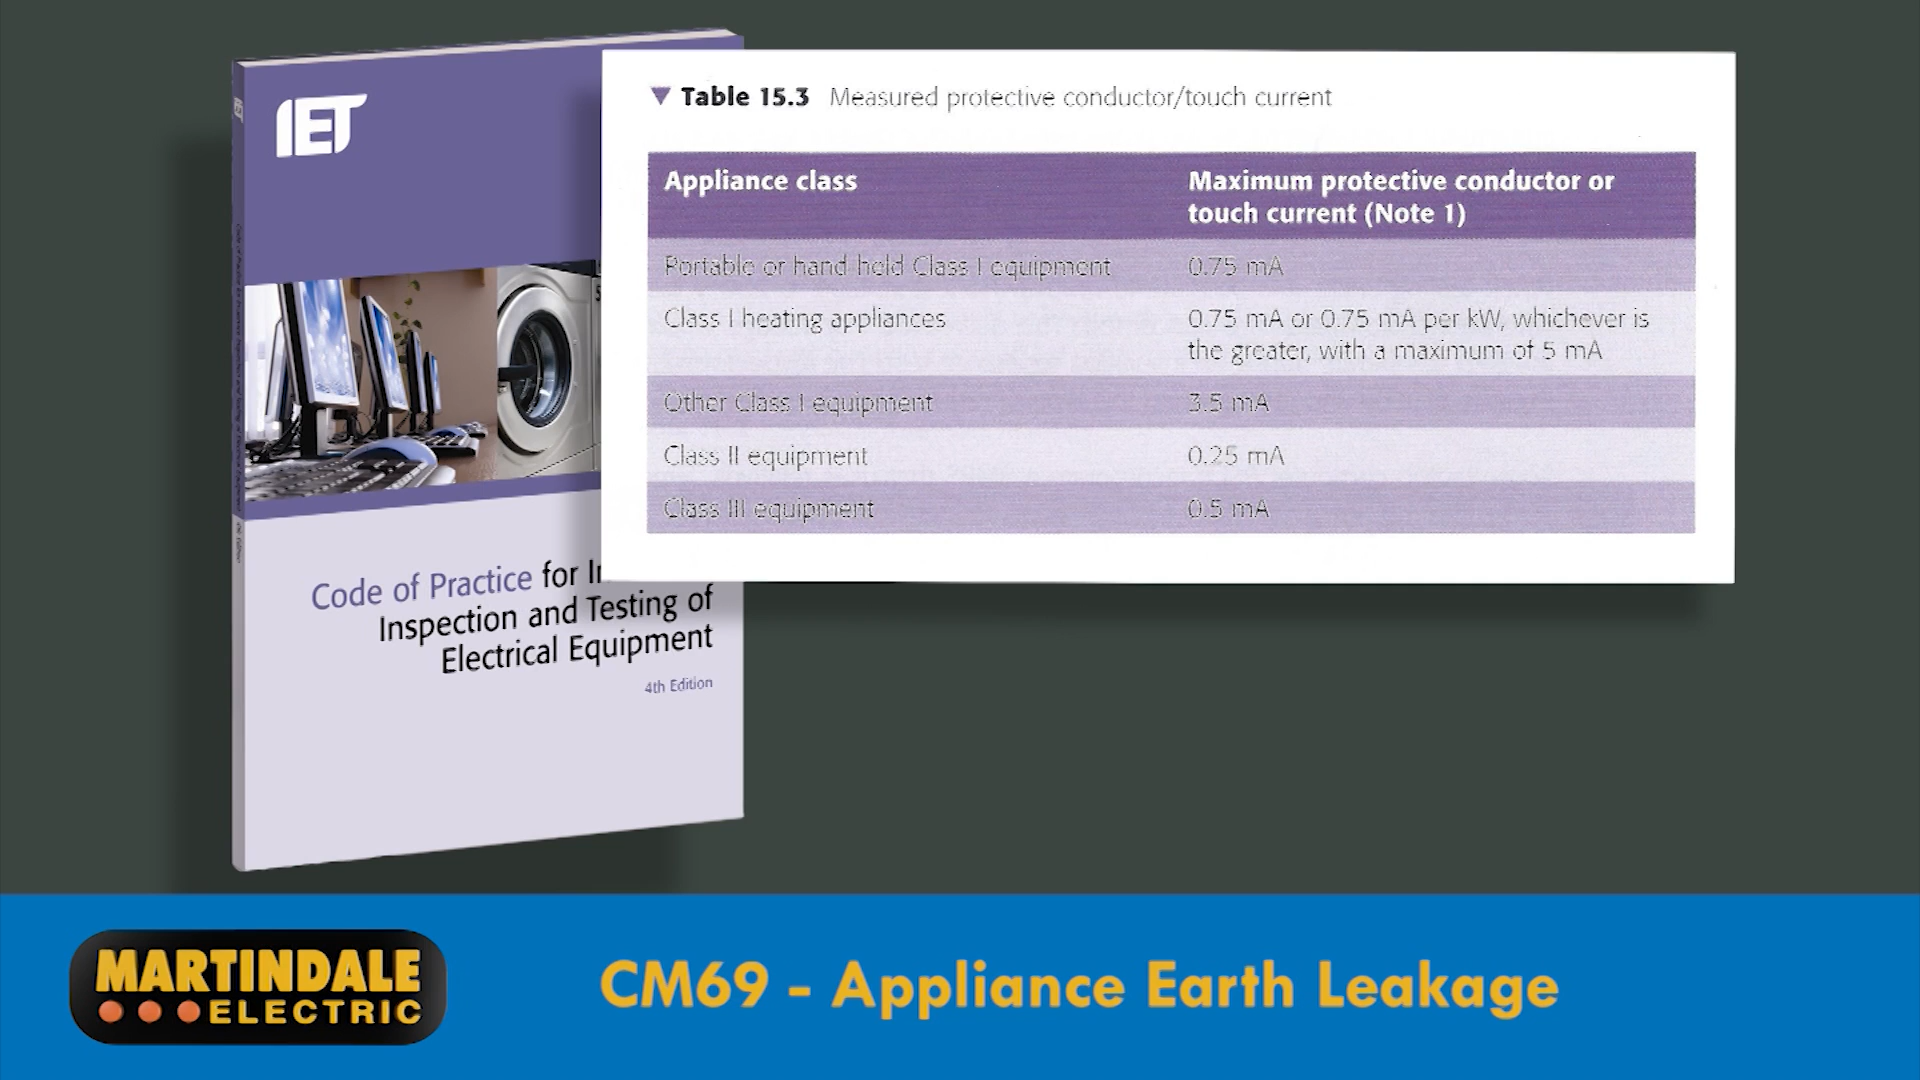 IET
Code of Practice for
Inspection and Testing of
Electrical Equipment
4th Edition
▼ Table 15.3 Measured protective conductor/touch current
Appliance class
Maximum protective conductor or
touch current (Note 1)
Portable or hand-held Class I equipment
0.75 mA
Class I heating appliances
0.75 mA or 0.75 mA per kW, whichever is
the greater, with a maximum of 5 mA
Other Class I equipment
3.5 mA
Class II equipment
0.25 mA
Class III equipment
0.5 mA
MARTINDALE
ELECTRIC
CM69 - Appliance Earth Leakage